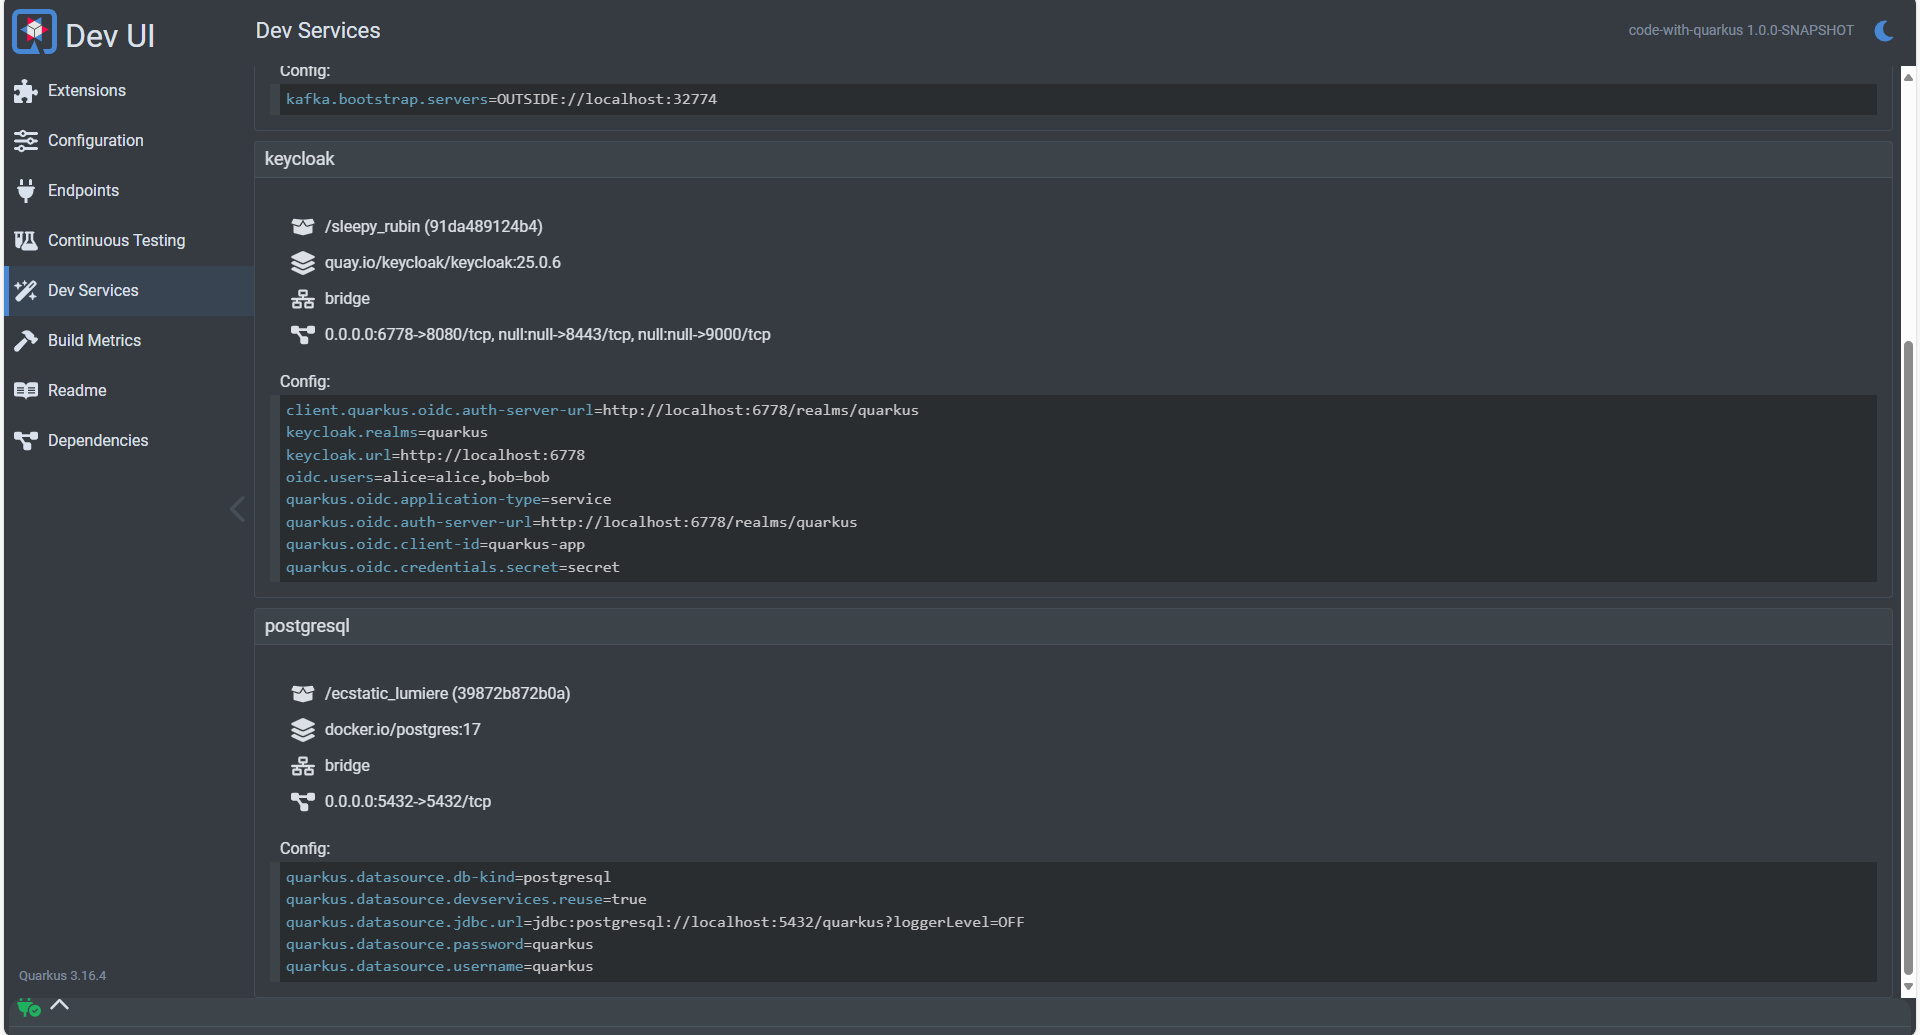 Dev UI
Dev Services
code-with-quarkus 1.0.0-SNAPSHOT
Extensions
Configuration
Endpoints
Continuous Testing
Dev Services
Build Metrics
Readme
Dependencies
Quarkus 3.16.4
Config:
kafka.bootstrap.servers=OUTSIDE://localhost:32774
keycloak
/sleepy_rubin (91da489124b4)
quay.io/keycloak/keycloak:25.0.6
bridge
0.0.0.0:6778->8080/tcp, null:null->8443/tcp, null:null->9000/tcp
Config:
client.quarkus.oidc.auth-server-url=http://localhost:6778/realms/quarkus
keycloak.realms=quarkus
keycloak.url=http://localhost:6778
oidc.users=alice=alice,bob=bob
quarkus.oidc.application-type=service
quarkus.oidc.auth-server-url=http://localhost:6778/realms/quarkus
quarkus.oidc.client-id=quarkus-app
quarkus.oidc.credentials.secret=secret
postgresql
/ecstatic_lumiere (39872b872b0a)
docker.io/postgres:17
bridge
0.0.0.0:5432->5432/tcp
Config:
quarkus.datasource.db-kind=postgresql
quarkus.datasource.devservices.reuse=true
quarkus.datasource.jdbc.url=jdbc:postgresql://localhost:5432/quarkus?loggerLevel=OFF
quarkus.datasource.password=quarkus
quarkus.datasource.username=quarkus